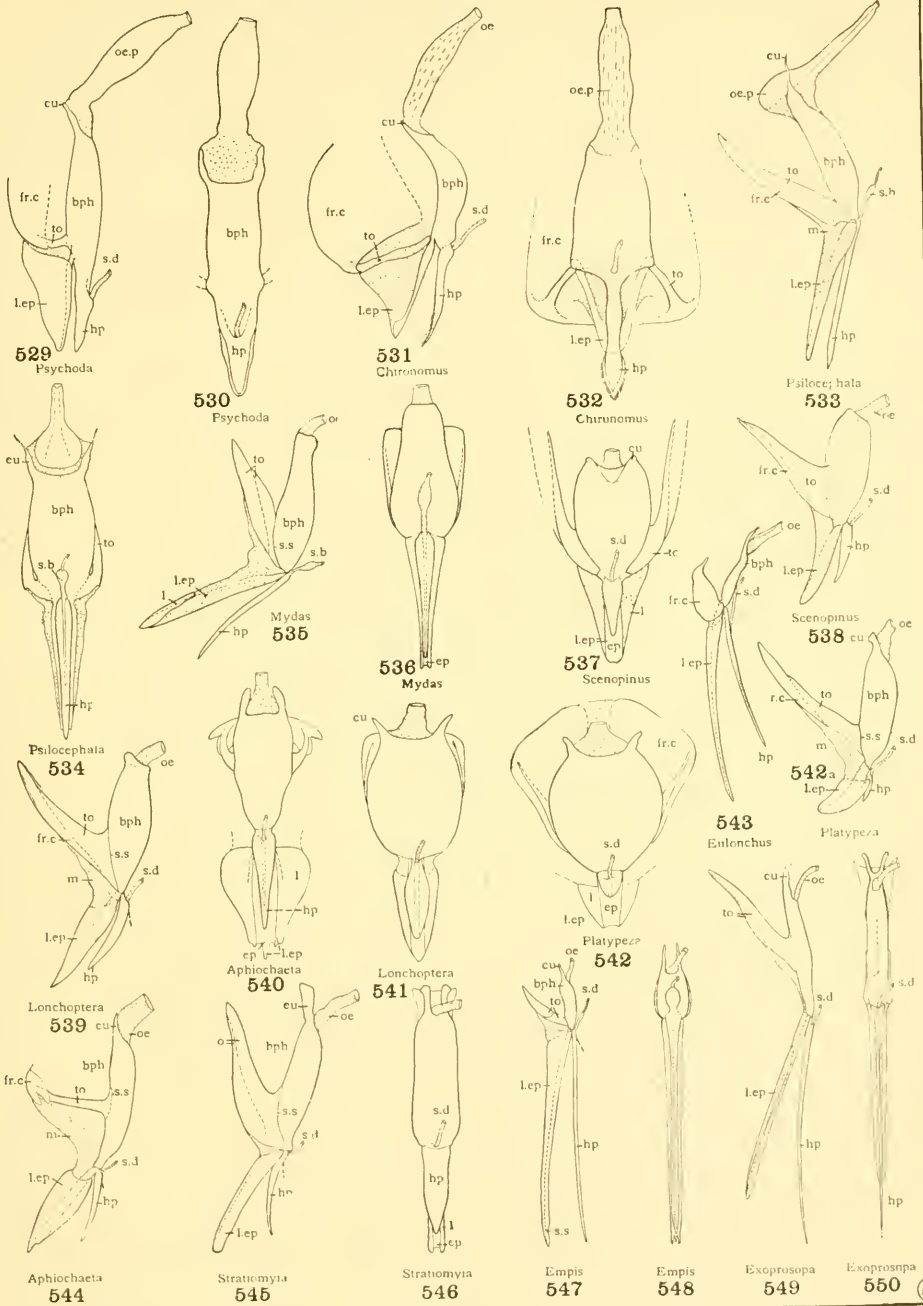 oe.p
cu
fr.c
to
bph
s.d
l.ep
hp
529
Psychoda
bph
hp
530
Psychoda
oe
cu
fr.c
bph
to
s.d
l.ep
hp
531
Chironomus
oe.p
fr.c
to
l.ep
hp
532
Chironomus
cu
oe.p
bph
to
fr.c
s.b
m
l.ep
hp
Psiloce; hala
533
cu
bph
to
s.b
hp
Psilocephala
534
oe
to
bph
s.s
s.b
l.ep
l
hp
Mydas
535
ep
536
Mydas
cu
s.d
to
l
l.ep
ep
537
Scenopinus
oe
fr.c
to
s.d
hp
l.ep
Scenopinus
538
oe
bph
s.d
fr.c
l.ep
hp
543
Eulonchus
cu
oe
bph
to
r.c
s.s
m
s.d
l.ep
hp
542a
Platypeza
oe
bph
to
fr.c
s.s
m
s.d
l.ep
hp
Lonchoptera
539
l
hp
ep
l.ep
Aphiochaeta
540
cu
Lonchoptera
541
fr.c
s.d
l
ep
l.ep
Platypeza
542
cu
oe
bph
fr.c
to
s.s
m
s.d
l.ep
hp
Aphiochaeta
544
cu
oe
o
bph
s.s
s.d
hp
l.ep
Stratiomyia
545
s.d
hp
l
ep
Stratiomyia
546
oe
cu
bph
to
s.d
l.ep
hp
s.s
Empis
547
Empis
548
cu
oe
to
s.d
l.ep
hp
Exoprosopa
549
s.d
hp
Exoprosopa
550